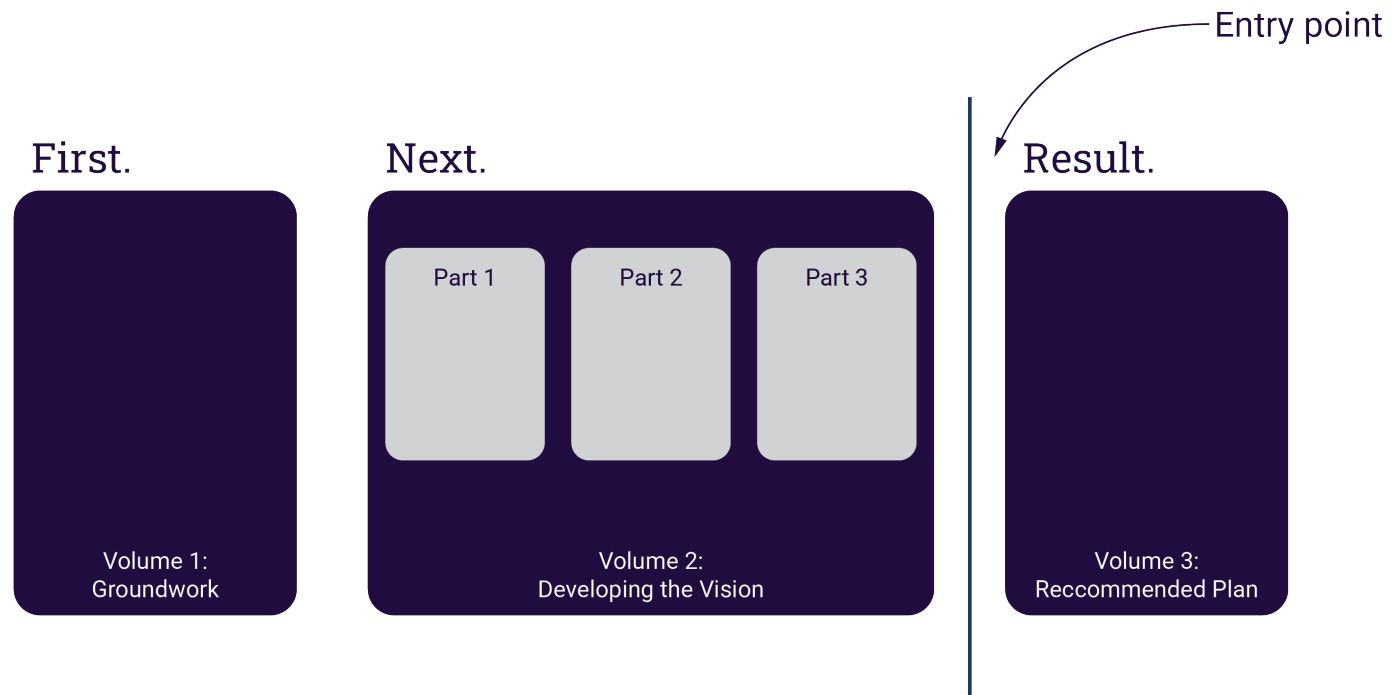 Entry point
First.
Next.
Result.
Part 1
Part 2
Part 3
Volume 1:
Groundwork
Volume 2:
Developing the Vision
Volume 3:
Reccommended Plan